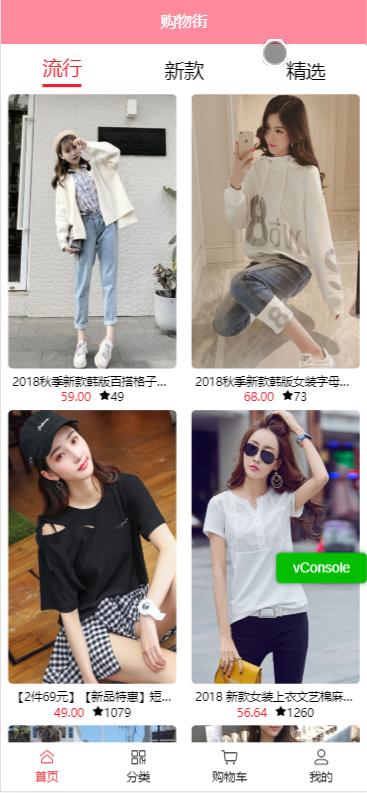 购物街
流行 新款 精选
2018秋季新款韩版百搭格子... 2018秋季新款韩版女装字母...
59.00 ★49 68.00 ★73
【2件69元】【新品特惠】短... 2018 新款女装上衣文艺棉麻...
49.00 ★1079 56.64 ★1260
vConsole
首页 分类 购物车 我的